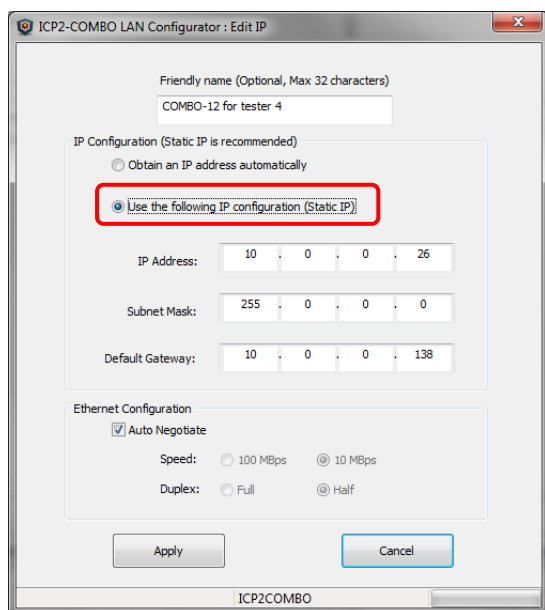 ICP2-COMBO LAN Configurator : Edit IP
Friendly name (Optional, Max 32 characters)
COMBO-12 for tester 4
IP Configuration (Static IP is recommended)
Obtain an IP address automatically
Use the following IP configuration (Static IP)
IP Address: 10 . 0 . 0 . 26
Subnet Mask: 255 . 0 . 0 . 0
Default Gateway: 10 . 0 . 0 . 138
Ethernet Configuration
Auto Negotiate
Speed: 100 MBps 10 MBps
Duplex: Full Half
Apply Cancel
ICP2COMBO